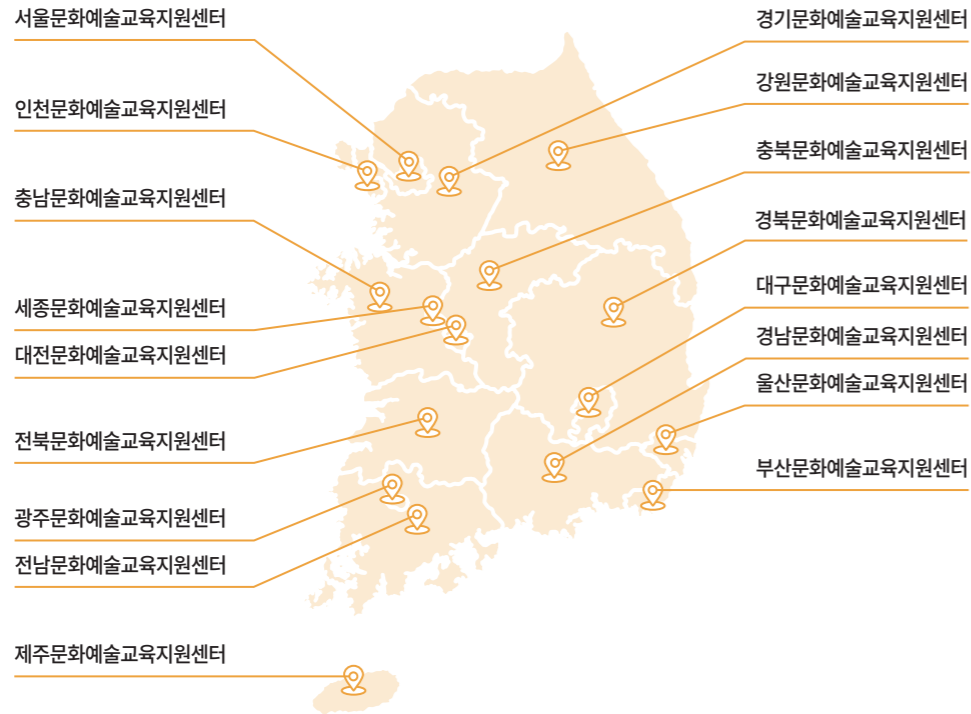 서울문화예술교육지원센터
인천문화예술교육지원센터
충남문화예술교육지원센터
세종문화예술교육지원센터
대전문화예술교육지원센터
전북문화예술교육지원센터
광주문화예술교육지원센터
전남문화예술교육지원센터
제주문화예술교육지원센터
경기문화예술교육지원센터
강원문화예술교육지원센터
충북문화예술교육지원센터
경북문화예술교육지원센터
대구문화예술교육지원센터
경남문화예술교육지원센터
울산문화예술교육지원센터
부산문화예술교육지원센터